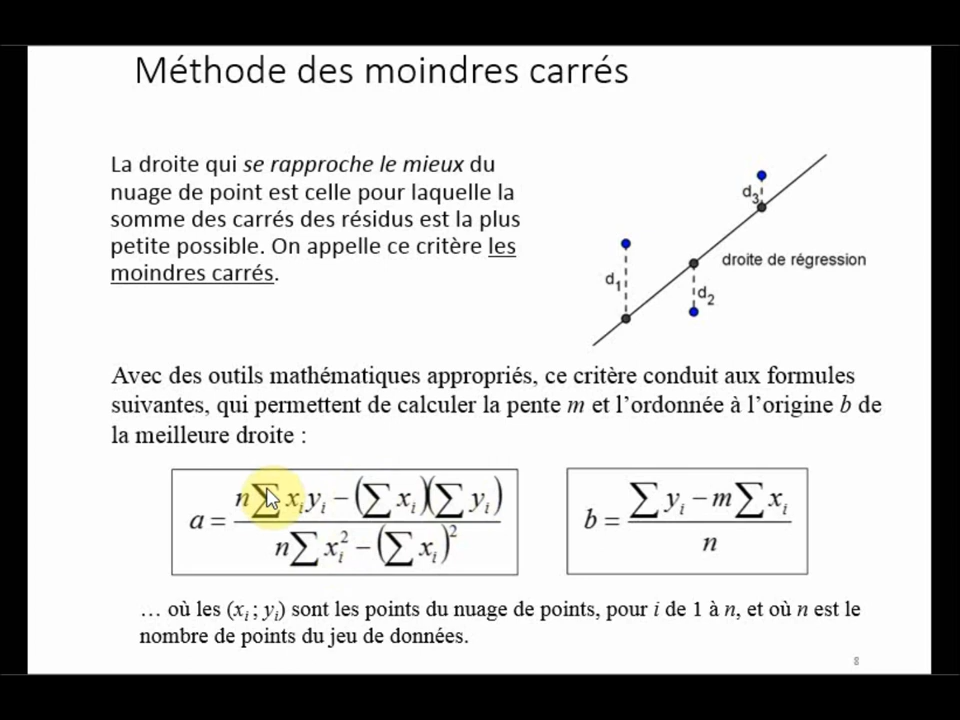 Méthode des moindres carrés
La droite qui se rapproche le mieux du
nuage de point est celle pour laquelle la
somme des carrés des résidus est la plus
petite possible. On appelle ce critère les
moindres carrés.
d3
d1
droite de régression
d2
Avec des outils mathématiques appropriés, ce critère conduit aux formules
suivantes, qui permettent de calculer la pente m et l’ordonnée à l’origine b de
la meilleure droite :
a = (n∑ xᵢyᵢ − (∑ xᵢ)(∑ yᵢ)) / (n∑ xᵢ² − (∑ xᵢ)²)
b = (∑ yᵢ − m∑ xᵢ) / n
… où les (xᵢ ; yᵢ) sont les points du nuage de points, pour i de 1 à n, et où n est le
nombre de points du jeu de données.
8